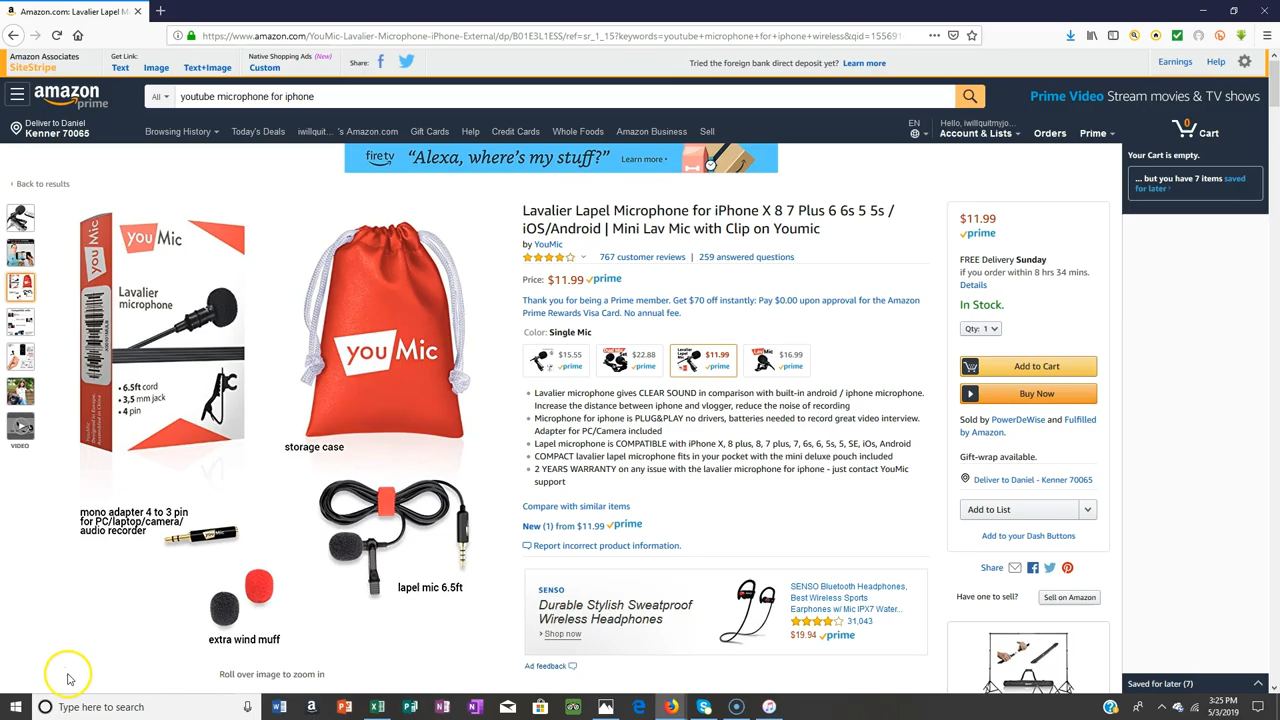 Amazon.com: Lavalier Lapel M
https://www.amazon.com/YouMic-Lavalier-Microphone-iPhone-External/dp/B01E3L1ESS/ref=sr_1_15?keywords=youtube+microphone+for+iphone+wireless&qid=15569
Amazon Associates
SiteStripe
Get Link:
Text Image Text+Image
Native Shopping Ads (New)
Custom
Share:
Tried the foreign bank direct deposit yet? Learn more
Earnings Help
amazon prime
All
youtube microphone for iphone
Prime Video Stream movies & TV shows
Deliver to Daniel
Kenner 70065
Browsing History Today's Deals iwillquit... 's Amazon.com Gift Cards Help Credit Cards Whole Foods Amazon Business Sell
EN
Hello, iwillquitmyjo...
Account & Lists Orders Prime
0 Cart
fire tv "Alexa, where's my stuff?" Learn more
Your Cart is empty.
... but you have 7 items saved
for later
‹ Back to results
youMic
youMic
Lavalier
microphone
• 6.5ft cord
• 3,5 mm jack
• 4 pin
youMic
storage case
mono adapter 4 to 3 pin
for PC/laptop/camera/
audio recorder
youMic
lapel mic 6.5ft
extra wind muff
VIDEO
Roll over image to zoom in
Lavalier Lapel Microphone for iPhone X 8 7 Plus 6 6s 5 5s /
iOS/Android | Mini Lav Mic with Clip on Youmic
by YouMic
767 customer reviews | 259 answered questions
Price: $11.99 prime
Thank you for being a Prime member. Get $70 off instantly: Pay $0.00 upon approval for the Amazon
Prime Rewards Visa Card. No annual fee.
Color: Single Mic
$15.55 prime
$22.88 prime
$11.99 prime
$16.99 prime
• Lavalier microphone gives CLEAR SOUND in comparison with built-in android / iphone microphone.
Increase the distance between iphone and vlogger, reduce the noise of recording
• Microphone for iphone is PLUG&PLAY no drivers, batteries needed to record great video interview.
Adapter for PC/Camera included
• Lapel microphone is COMPATIBLE with iPhone X, 8 plus, 8, 7 plus, 7, 6s, 6, 5s, 5, SE, iOs, Android
• COMPACT lavalier lapel microphone fits in your pocket with the mini deluxe pouch included
• 2 YEARS WARRANTY on any issue with the lavalier microphone for iphone - just contact YouMic
support
Compare with similar items
New (1) from $11.99 prime
Report incorrect product information.
SENSO
Durable Stylish Sweatproof
Wireless Headphones
› Shop now
SENSO Bluetooth Headphones,
Best Wireless Sports
Earphones w/ Mic IPX7 Water...
31,043
$19.94 prime
Ad feedback
$11.99
prime
FREE Delivery Sunday
if you order within 8 hrs 34 mins.
Details
In Stock.
Qty: 1
Add to Cart
Buy Now
Sold by PowerDeWise and Fulfilled
by Amazon.
Gift-wrap available.
Deliver to Daniel - Kenner 70065
Add to List
Add to your Dash Buttons
Share
Have one to sell? Sell on Amazon
Saved for later (7)
Type here to search
3:25 PM
5/3/2019